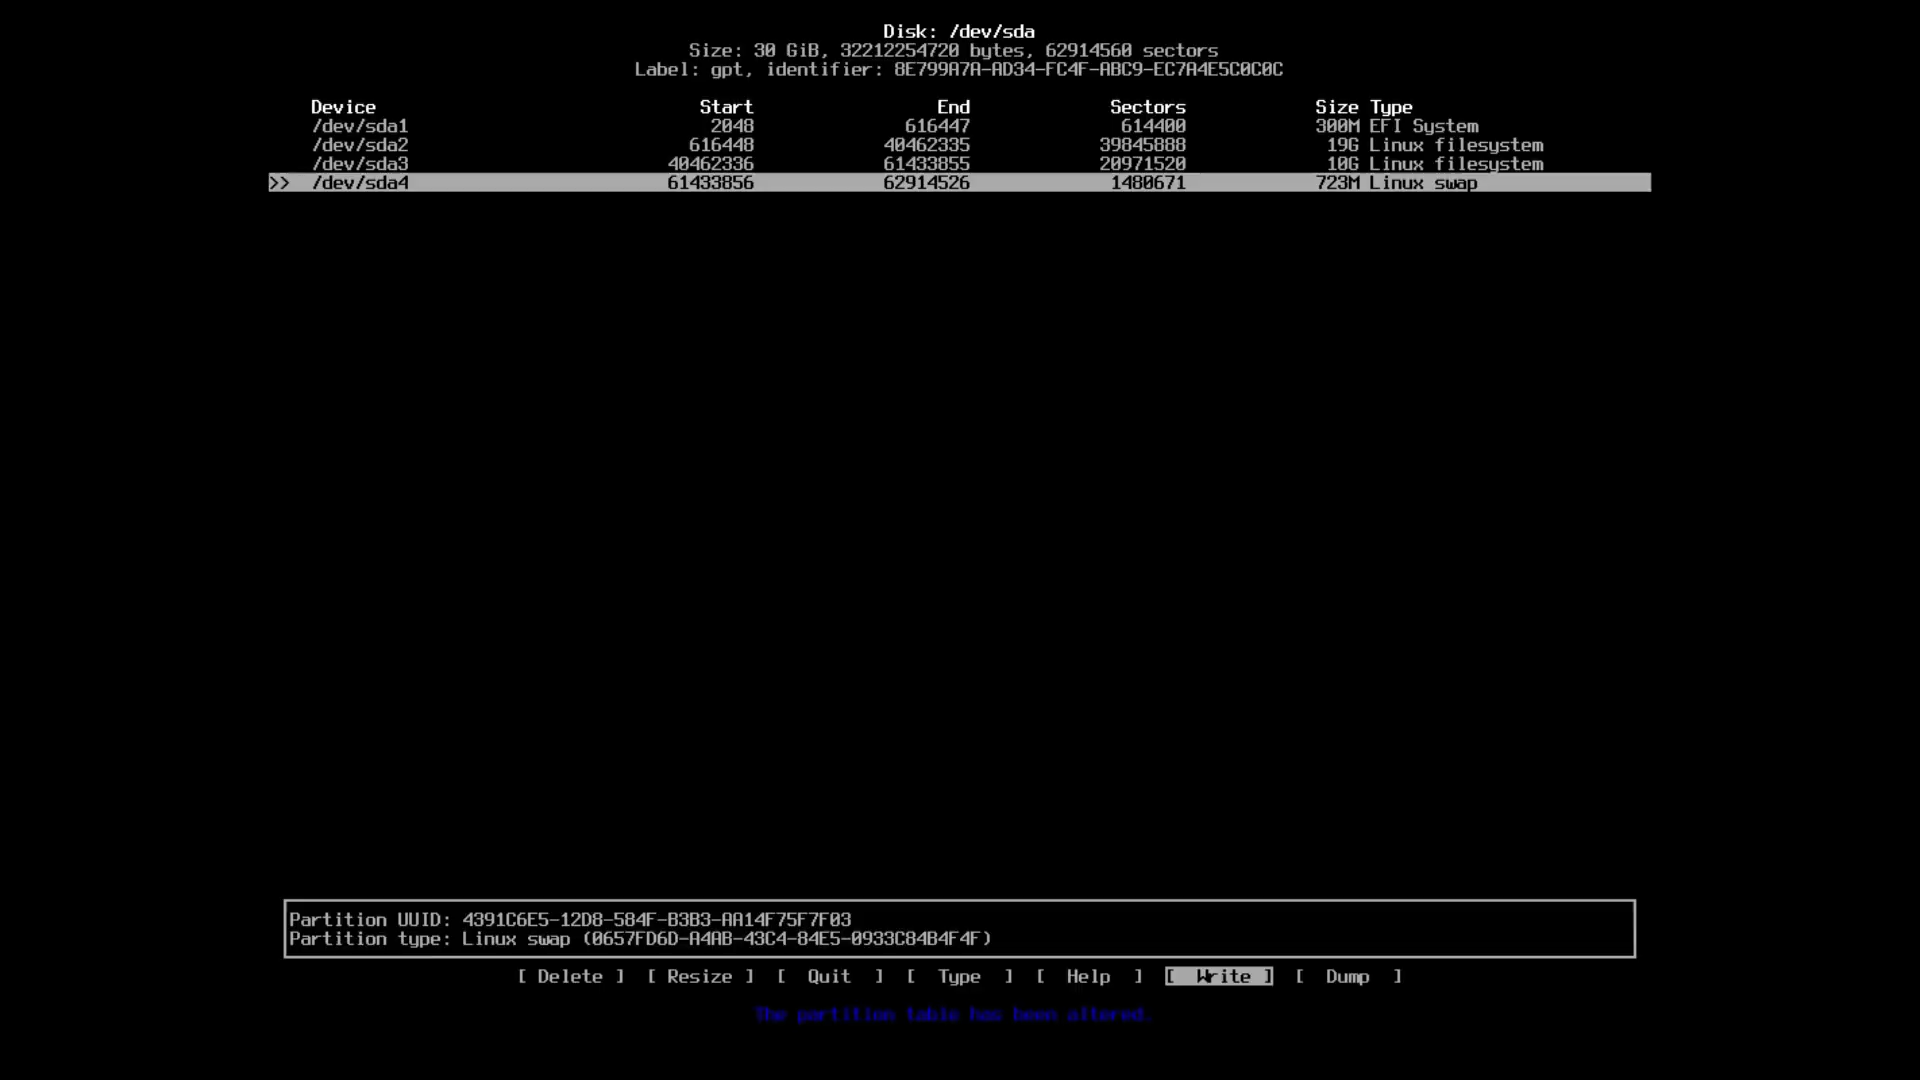 Disk: /dev/sda
Size: 30 GiB, 32212254720 bytes, 62914560 sectors
Label: gpt, identifier: 8E799A7A-AD34-FC4F-ABC9-EC7A4E5C0C0C
Device Start End Sectors Size Type
/dev/sda1 2048 616447 614400 300M EFI System
/dev/sda2 616448 40462335 39845888 19G Linux filesystem
/dev/sda3 40462336 61433855 20971520 10G Linux filesystem
>> /dev/sda4 61433856 62914526 1480671 723M Linux swap
Partition UUID: 4391C6E5-12D8-584F-B3B3-AA14F75F7F03
Partition type: Linux swap (0657FD6D-A4AB-43C4-84E5-0933C84B4F4F)
[ Delete ] [ Resize ] [ Quit ] [ Type ] [ Help ] [ Write ] [ Dump ]
The partition table has been altered.